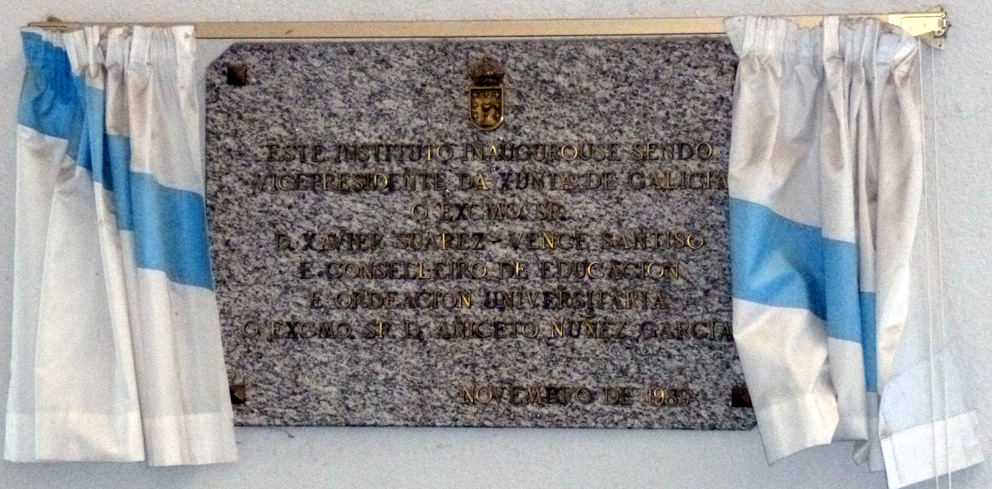 ESTE INSTITUTO INAUGUROUSE SENDO
VICEPRESIDENTE DA XUNTA DE GALICIA
O EXCMO. SR.
D. XAVIER SUAREZ-VENCE SANTISO
E CONSELLEIRO DE EDUCACION
E ORDEACION UNIVERSITARIA
O EXCMO. SR. D. ANICETO NUÑEZ GARCIA
NOVEMBRO DE